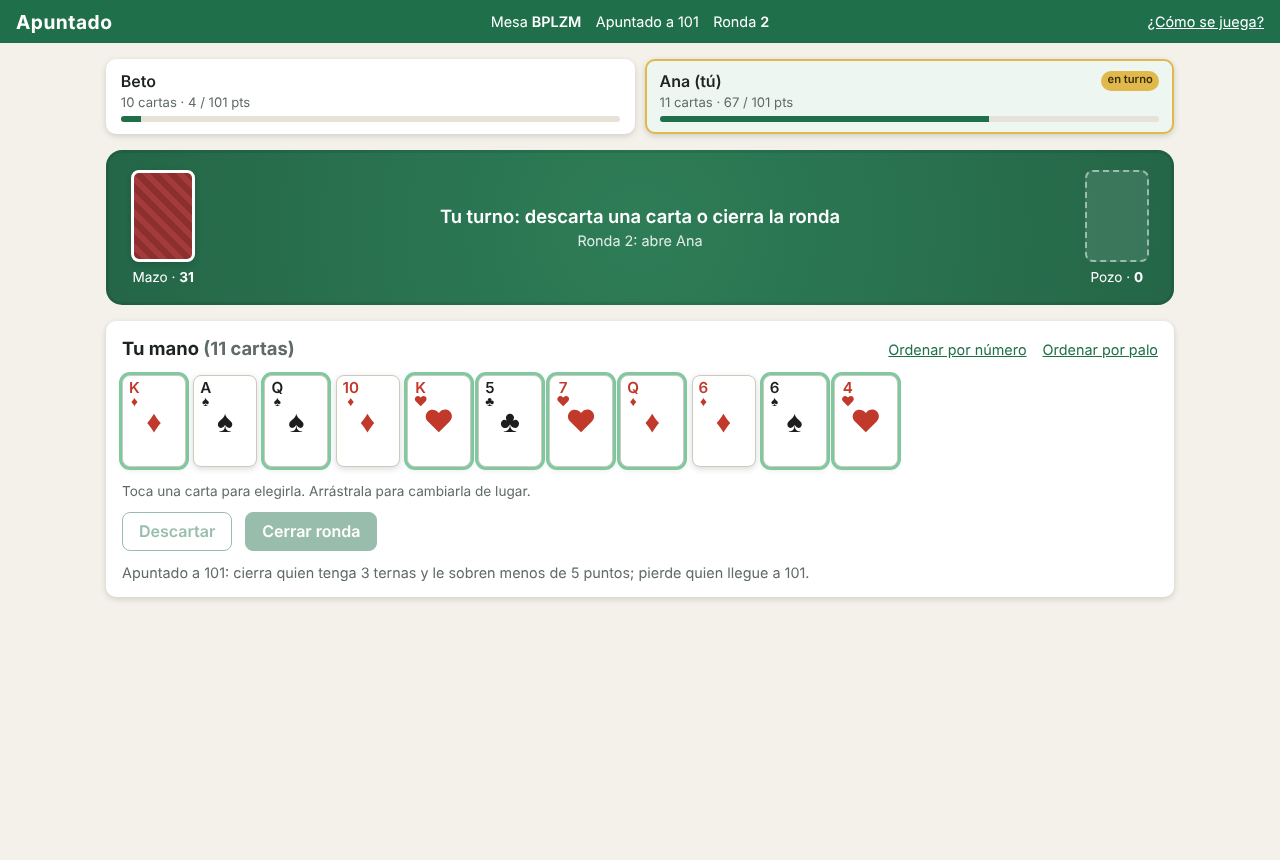 Apuntado
Mesa BPLZM Apuntado a 101 Ronda 2
¿Cómo se juega?
Beto
10 cartas · 4 / 101 pts
Ana (tú)
en turno
11 cartas · 67 / 101 pts
Tu turno: descarta una carta o cierra la ronda
Ronda 2: abre Ana
Mazo · 31
Pozo · 0
Tu mano (11 cartas)
Ordenar por número
Ordenar por palo
K♦ A♠ Q♠ 10♦ K♥ 5♣ 7♥ Q♦ 6♦ 6♠ 4♥
Toca una carta para elegirla. Arrástrala para cambiarla de lugar.
Descartar
Cerrar ronda
Apuntado a 101: cierra quien tenga 3 ternas y le sobren menos de 5 puntos; pierde quien llegue a 101.